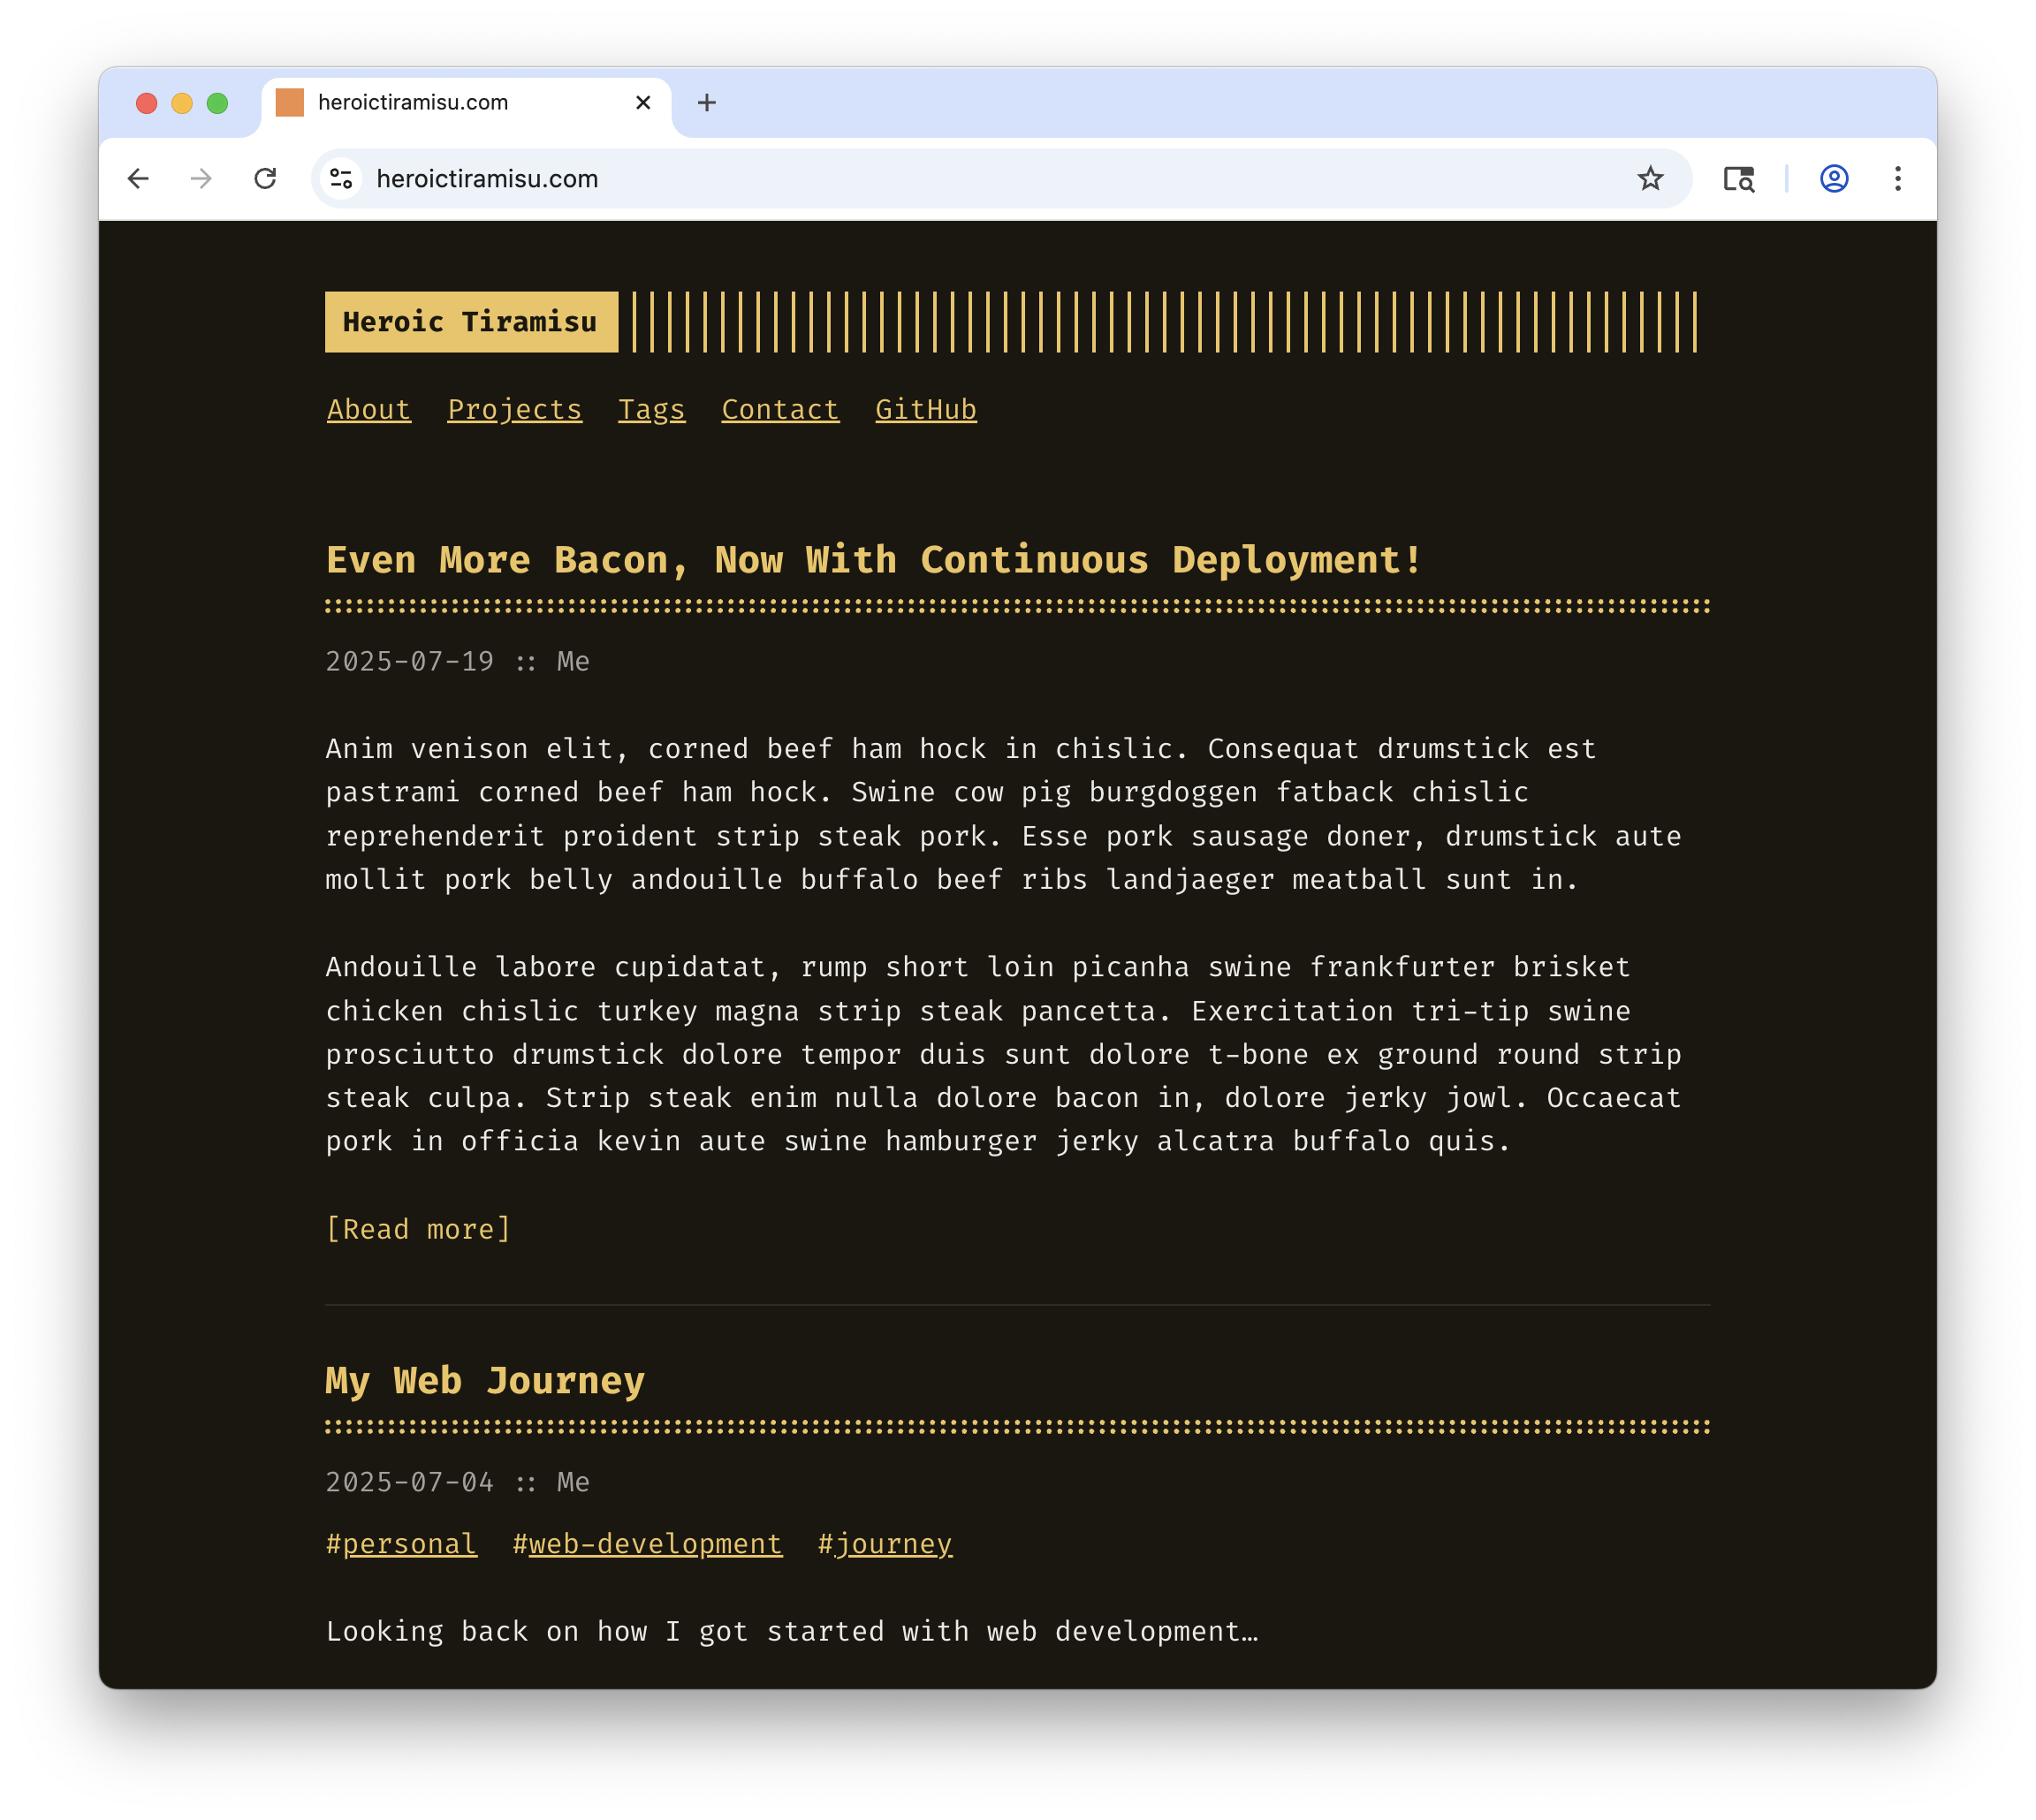 heroictiramisu.com
heroictiramisu.com
Heroic Tiramisu
About Projects Tags Contact GitHub
Even More Bacon, Now With Continuous Deployment!
2025-07-19 :: Me
Anim venison elit, corned beef ham hock in chislic. Consequat drumstick est
pastrami corned beef ham hock. Swine cow pig burgdoggen fatback chislic
reprehenderit proident strip steak pork. Esse pork sausage doner, drumstick aute
mollit pork belly andouille buffalo beef ribs landjaeger meatball sunt in.
Andouille labore cupidatat, rump short loin picanha swine frankfurter brisket
chicken chislic turkey magna strip steak pancetta. Exercitation tri-tip swine
prosciutto drumstick dolore tempor duis sunt dolore t-bone ex ground round strip
steak culpa. Strip steak enim nulla dolore bacon in, dolore jerky jowl. Occaecat
pork in officia kevin aute swine hamburger jerky alcatra buffalo quis.
[Read more]
My Web Journey
2025-07-04 :: Me
#personal #web-development #journey
Looking back on how I got started with web development…